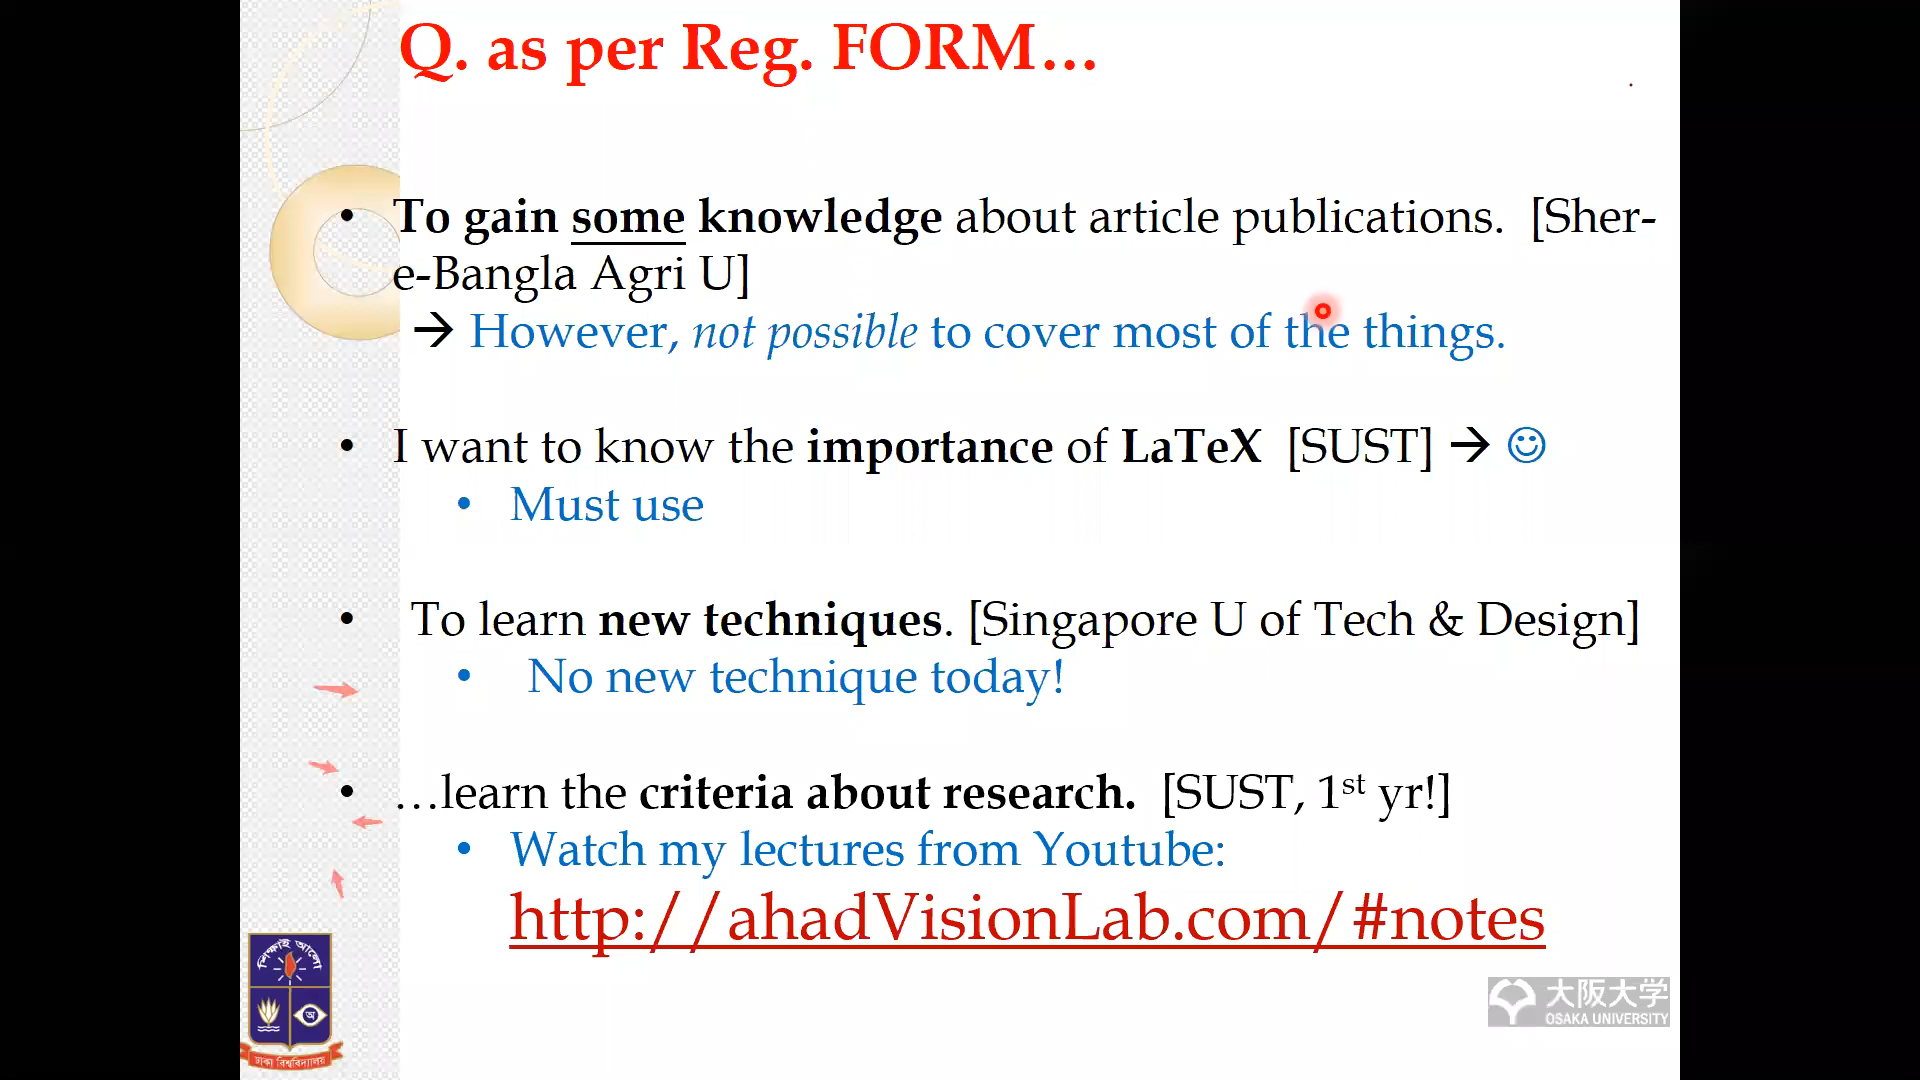 Q. as per Reg. FORM…
• To gain some knowledge about article publications. [Sher-
e-Bangla Agri U]
→ However, not possible to cover most of the things.
• I want to know the importance of LaTeX [SUST] → ☺
• Must use
• To learn new techniques. [Singapore U of Tech & Design]
• No new technique today!
• …learn the criteria about research. [SUST, 1st yr!]
• Watch my lectures from Youtube:
http://ahadVisionLab.com/#notes
শিক্ষাই আলো
অ
ঢাকা বিশ্ববিদ্যালয়
大阪大学
OSAKA UNIVERSITY